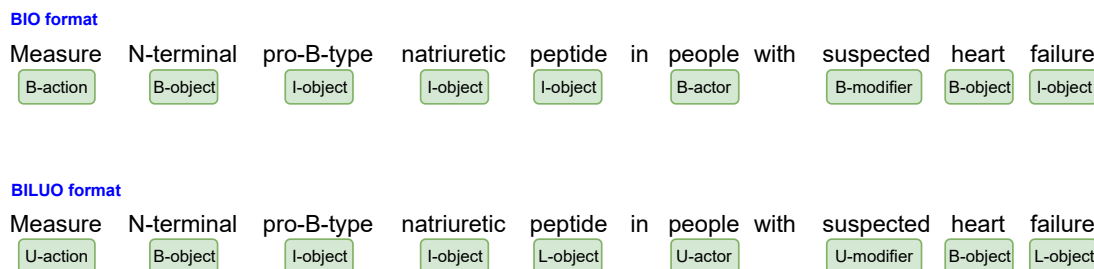 BIO format
Measure N-terminal pro-B-type natriuretic peptide in people with suspected heart failure
B-action B-object I-object I-object I-object B-actor B-modifier B-object I-object
BILUO format
Measure N-terminal pro-B-type natriuretic peptide in people with suspected heart failure
U-action B-object I-object I-object L-object U-actor U-modifier B-object L-object